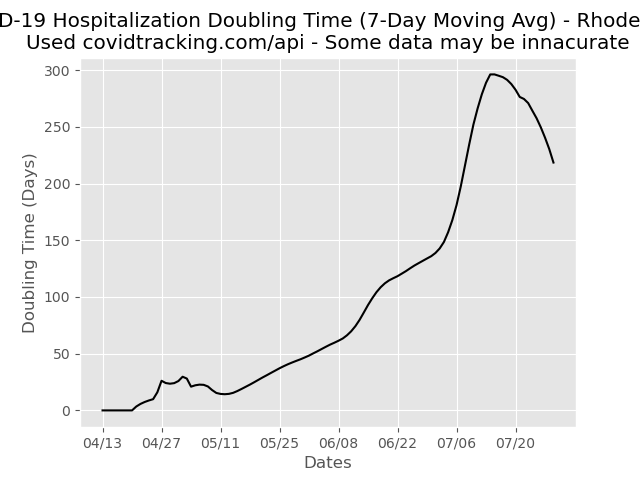 D-19 Hospitalization Doubling Time (7-Day Moving Avg) - Rhode
Used covidtracking.com/api - Some data may be innacurate
300
250
200
150
100
50
0
Doubling Time (Days)
04/13 04/27 05/11 05/25 06/08 06/22 07/06 07/20
Dates